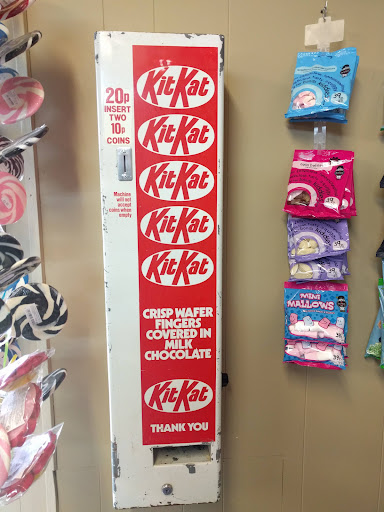 KitKat
20p
INSERT
TWO
10p
COINS
KitKat
KitKat
Machine
will not
accept
coins when
empty
KitKat
KitKat
CRISP WAFER
FINGERS
COVERED IN
MILK
CHOCOLATE
KitKat
THANK YOU
MINI
MALLOWS